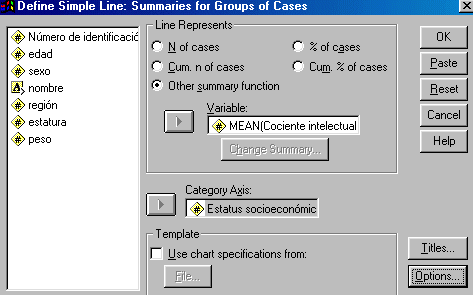 Define Simple Line: Summaries for Groups of Cases
Número de identificació
edad
sexo
nombre
región
estatura
peso
Line Represents
N of cases
% of cases
Cum. n of cases
Cum. % of cases
Other summary function
Variable:
MEAN(Cociente intelectual
Change Summary...
Category Axis:
Estatus socioeconómic
Template
Use chart specifications from:
File...
OK
Paste
Reset
Cancel
Help
Titles...
Options...